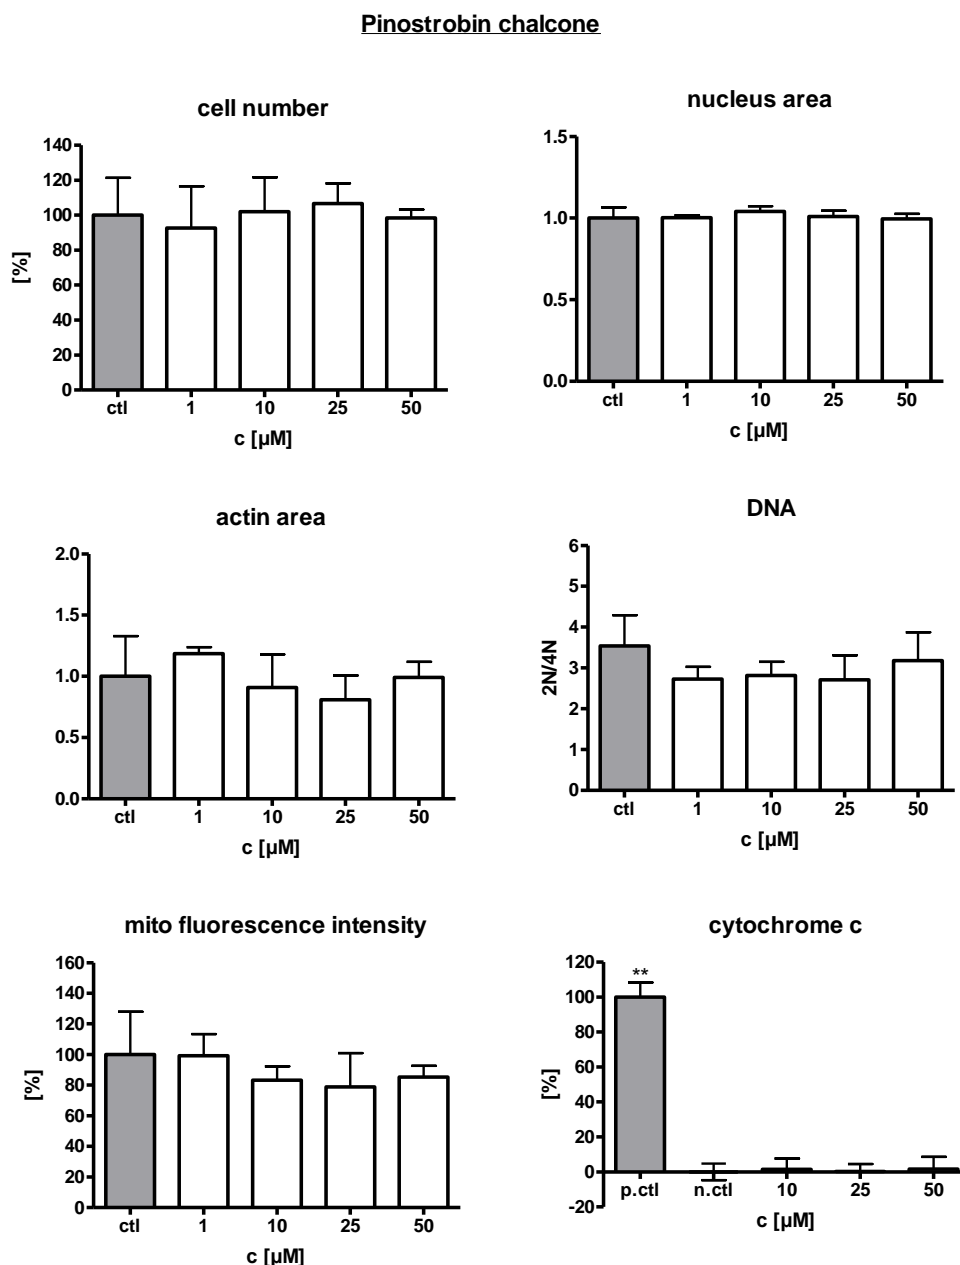 Pinostrobin chalcone
cell number
140
120
100
80
60
40
20
0
[%]
ctl 1 10 25 50
c [µM]
nucleus area
1.5
1.0
0.5
0.0
ctl 1 10 25 50
c [µM]
actin area
2.0
1.5
1.0
0.5
0.0
ctl 1 10 25 50
c [µM]
DNA
6
5
4
3
2
1
0
2N/4N
ctl 1 10 25 50
c [µM]
mito fluorescence intensity
160
140
120
100
80
60
40
20
0
[%]
ctl 1 10 25 50
c [µM]
cytochrome c
120
100
80
60
40
20
0
-20
[%]
**
p.ctl n.ctl 10 25 50
c [µM]